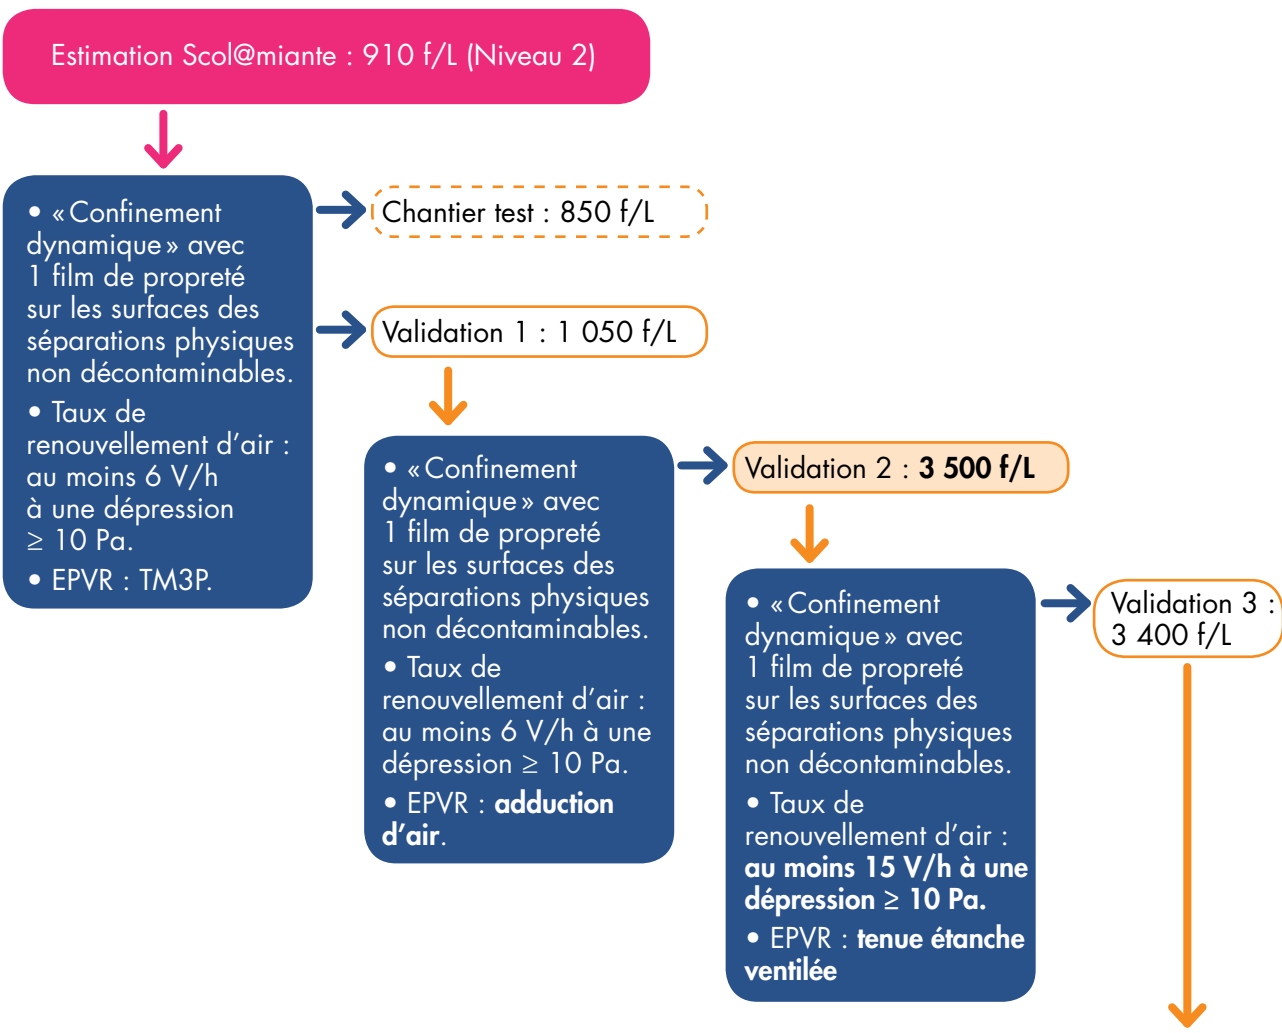 Estimation Scol@miante : 910 f/L (Niveau 2)
• « Confinement
dynamique » avec
1 film de propreté
sur les surfaces des
séparations physiques
non décontaminables.
• Taux de
renouvellement d’air :
au moins 6 V/h
à une dépression
≥ 10 Pa.
• EPVR : TM3P.
Chantier test : 850 f/L
Validation 1 : 1 050 f/L
• « Confinement
dynamique » avec
1 film de propreté
sur les surfaces des
séparations physiques
non décontaminables.
• Taux de
renouvellement d’air :
au moins 6 V/h à une
dépression ≥ 10 Pa.
• EPVR : adduction
d’air.
Validation 2 : 3 500 f/L
• « Confinement
dynamique » avec
1 film de propreté
sur les surfaces des
séparations physiques
non décontaminables.
• Taux de
renouvellement d’air :
au moins 15 V/h à une
dépression ≥ 10 Pa.
• EPVR : tenue étanche
ventilée
Validation 3 :
3 400 f/L